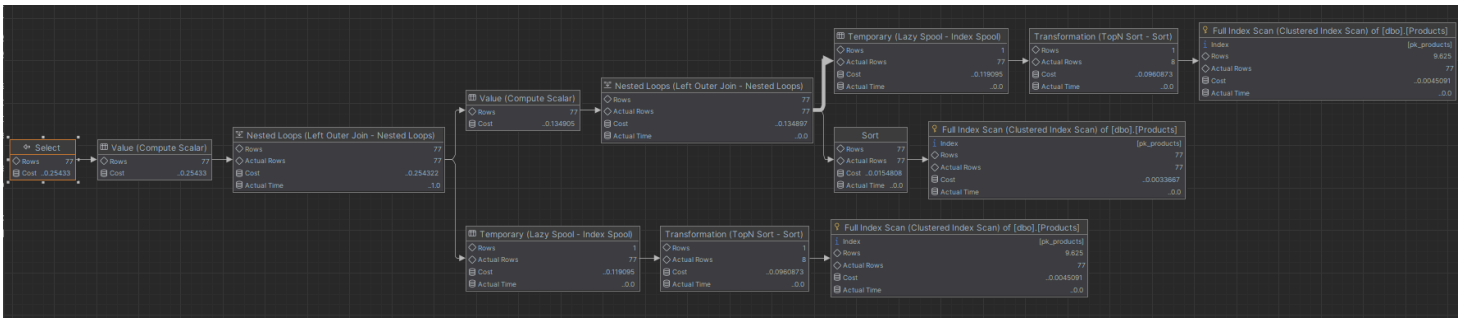 Select
Rows 77
Cost ..0.25433
Value (Compute Scalar)
Rows 77
Cost ..0.25433
Nested Loops (Left Outer Join - Nested Loops)
Rows 77
Actual Rows 77
Cost ..0.254322
Actual Time ..1.0
Value (Compute Scalar)
Rows 77
Cost ..0.134905
Nested Loops (Left Outer Join - Nested Loops)
Rows 77
Actual Rows 77
Cost ..0.134897
Actual Time ..0.0
Temporary (Lazy Spool - Index Spool)
Rows 1
Actual Rows 77
Cost ..0.119095
Actual Time ..0.0
Transformation (TopN Sort - Sort)
Rows 1
Actual Rows 8
Cost ..0.0960873
Actual Time ..0.0
Full Index Scan (Clustered Index Scan) of [dbo].[Products]
Index [pk_products]
Rows 9.625
Actual Rows 77
Cost ..0.0045091
Actual Time ..0.0
Sort
Rows 77
Actual Rows 77
Cost ..0.0154808
Actual Time ..0.0
Full Index Scan (Clustered Index Scan) of [dbo].[Products]
Index [pk_products]
Rows 77
Actual Rows 77
Cost ..0.0033667
Actual Time ..0.0
Temporary (Lazy Spool - Index Spool)
Rows 1
Actual Rows 77
Cost ..0.119095
Actual Time ..0.0
Transformation (TopN Sort - Sort)
Rows 1
Actual Rows 8
Cost ..0.0960873
Actual Time ..0.0
Full Index Scan (Clustered Index Scan) of [dbo].[Products]
Index [pk_products]
Rows 9.625
Actual Rows 77
Cost ..0.0045091
Actual Time ..0.0